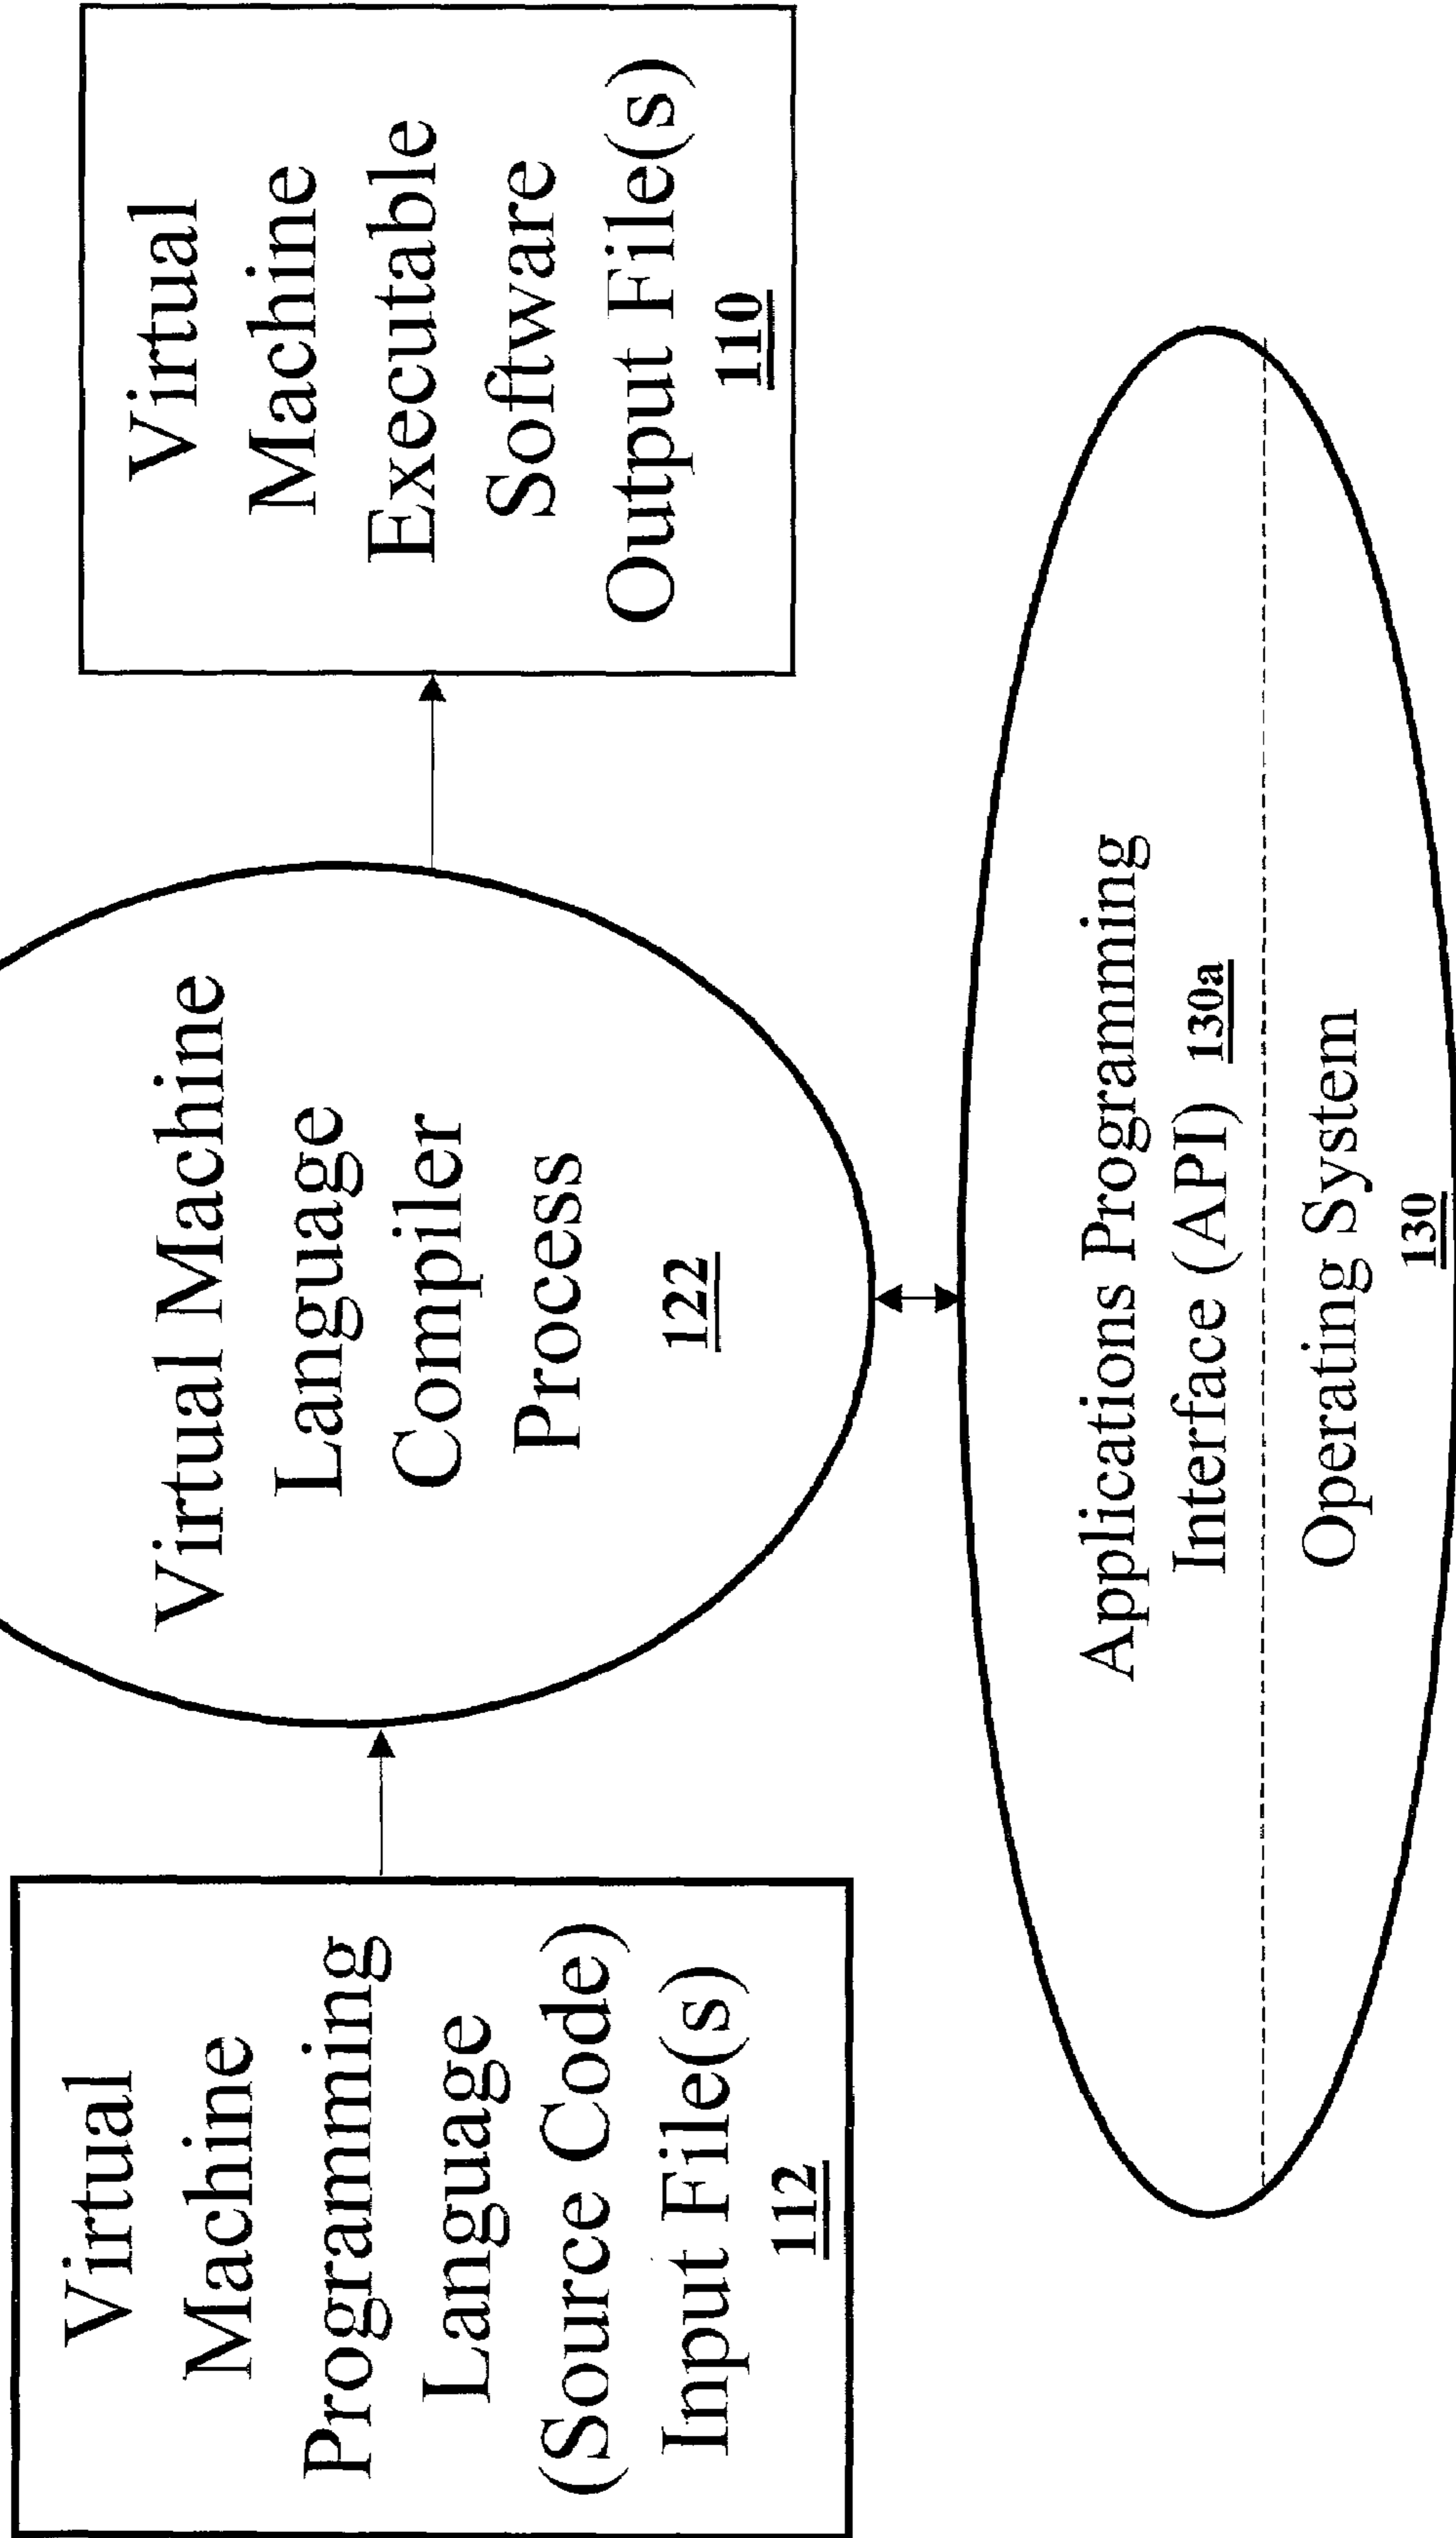 Virtual
Machine
Programming
Language
(Source Code)
Input File(s)
112
Virtual Machine
Language
Compiler
Process
122
Virtual
Machine
Executable
Software
Output File(s)
110
Applications Programming
Interface (API) 130a
Operating System
130